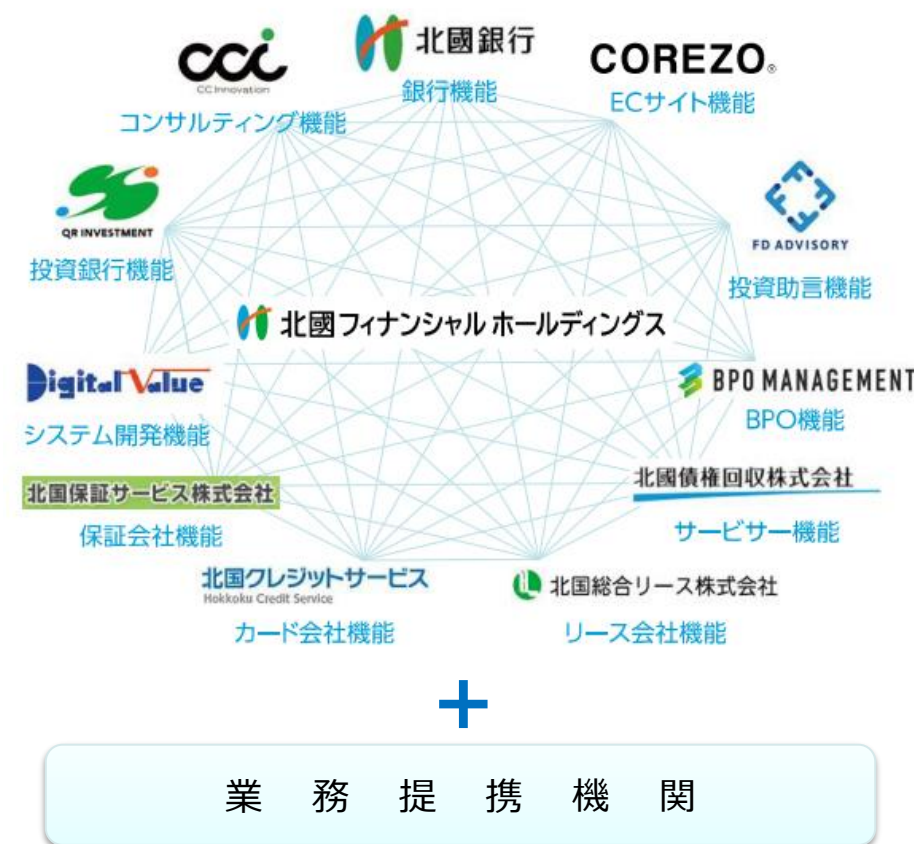 cci
CC Innovation
コンサルティング機能
北國銀行
銀行機能
COREZO®
ECサイト機能
QR INVESTMENT
投資銀行機能
FD ADVISORY
投資助言機能
北國フィナンシャルホールディングス
Digital Value
システム開発機能
BPO MANAGEMENT
BPO機能
北国保証サービス株式会社
保証会社機能
北國債権回収株式会社
サービサー機能
北国クレジットサービス
Hokkoku Credit Service
カード会社機能
北国総合リース株式会社
リース会社機能
+
業務提携機関